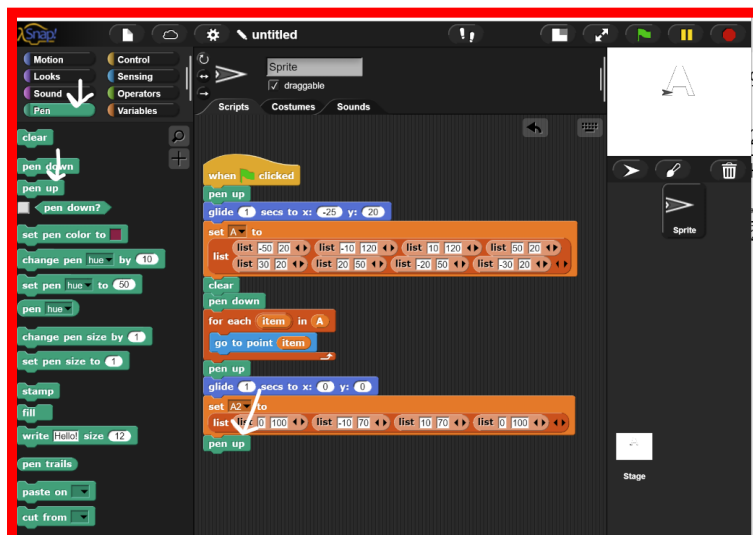 Snap!
untitled
Motion Control
Looks Sensing
Sound Operators
Pen Variables
Sprite
draggable
Scripts Costumes Sounds
clear
pen down
pen up
pen down?
set pen color to
change pen hue by 10
set pen hue to 50
pen hue
change pen size by 1
set pen size to 1
stamp
fill
write Hello! size 12
pen trails
paste on
cut from
when clicked
pen up
glide 1 secs to x: -25 y: 20
set A to
list list -50 20 list -10 120 list 10 120 list 50 20
list 30 20 list 20 50 list -20 50 list -30 20
clear
pen down
for each item in A
go to point item
pen up
glide 1 secs to x: 0 y: 0
set A2 to
list list 0 100 list -10 70 list 10 70 list 0 100
pen up
A
Sprite
Stage